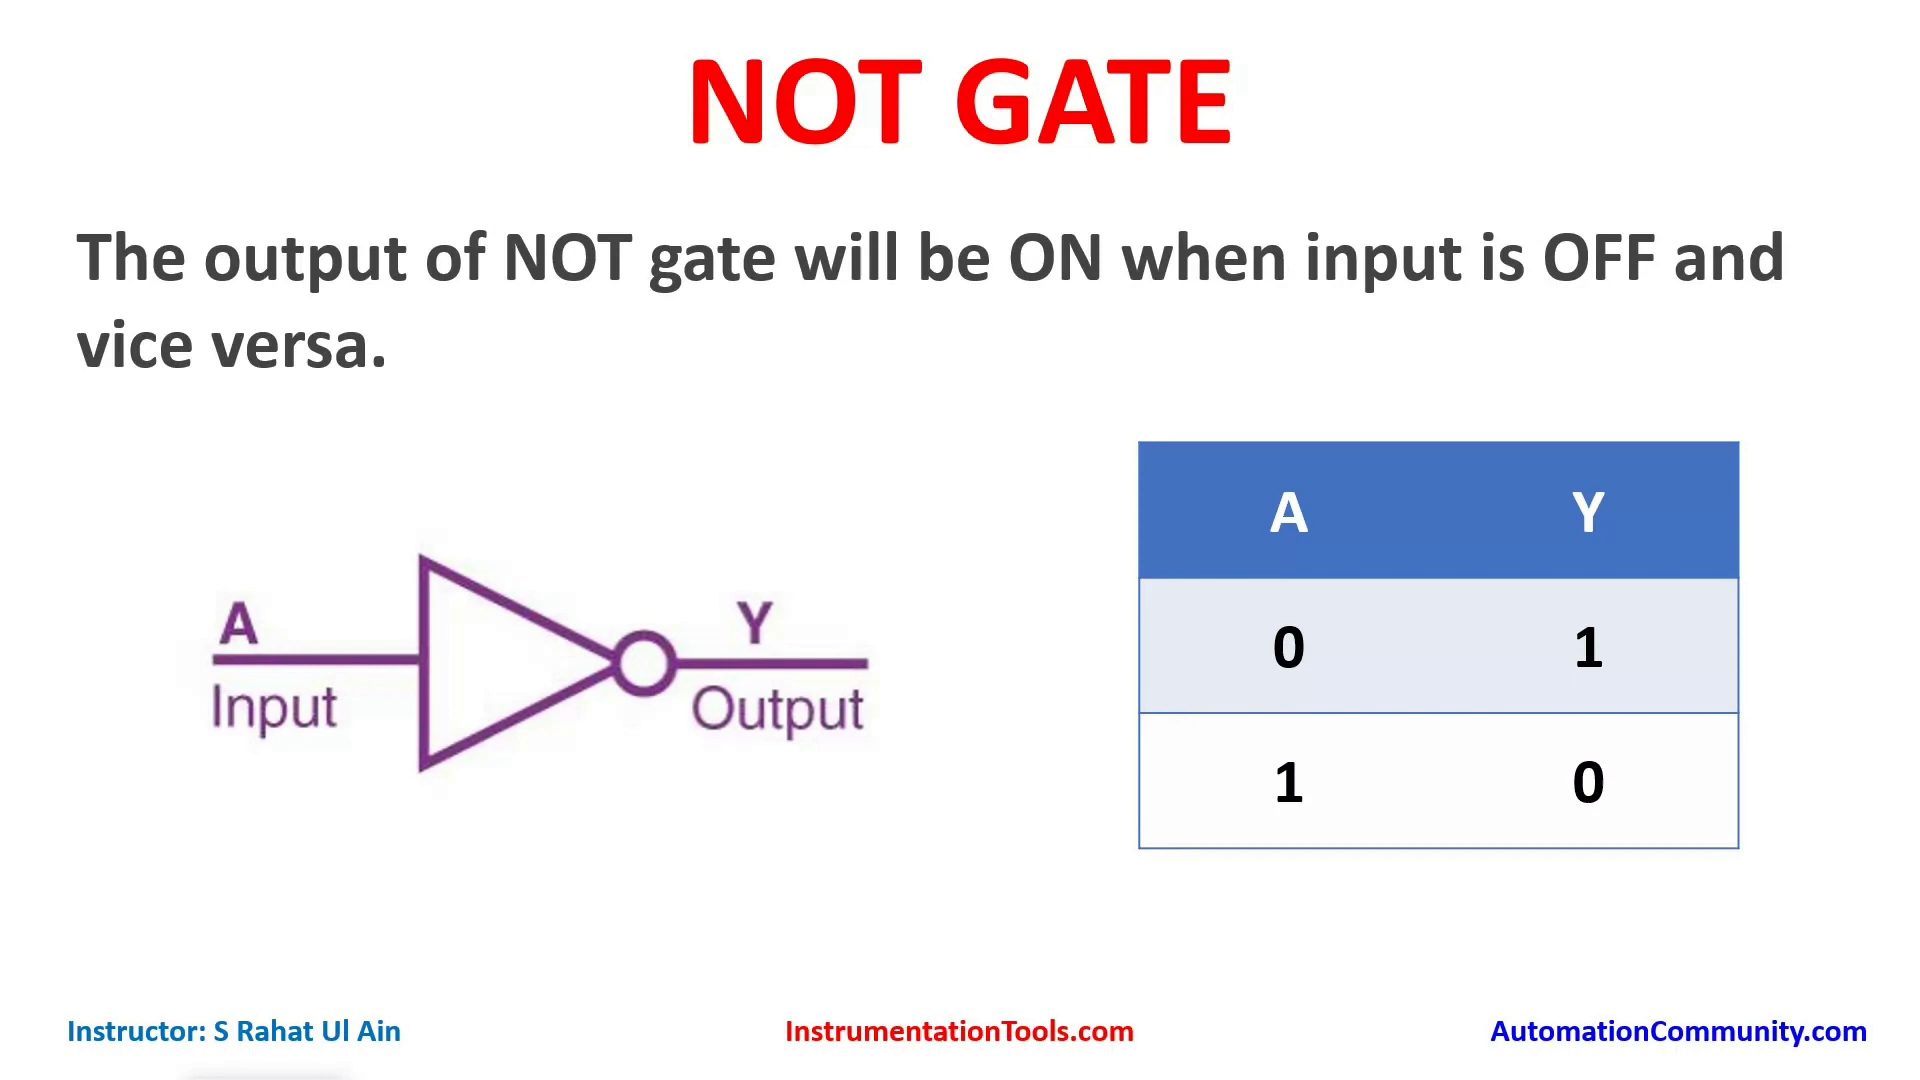 NOT GATE
The output of NOT gate will be ON when input is OFF and
vice versa.
A
Input
Y
Output
A Y
0 1
1 0
Instructor: S Rahat Ul Ain
InstrumentationTools.com
AutomationCommunity.com